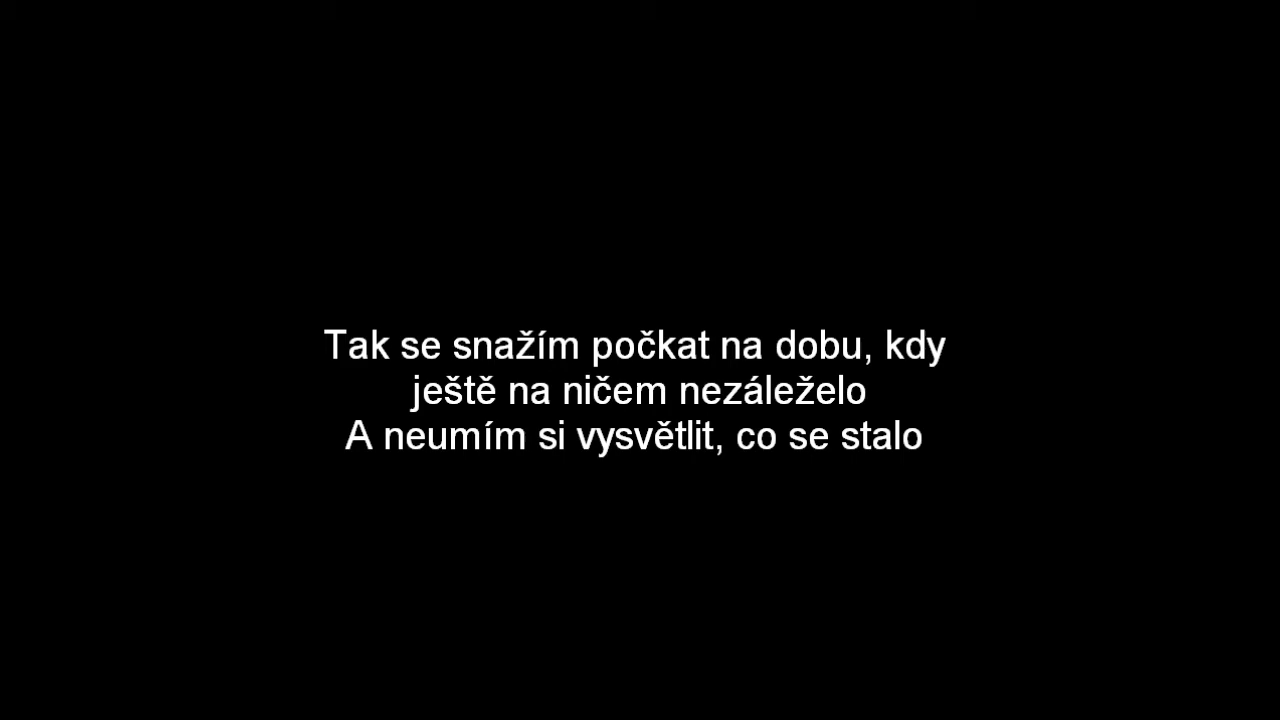 Tak se snažím počkat na dobu, kdy
ještě na ničem nezáleželo
A neumím si vysvětlit, co se stalo